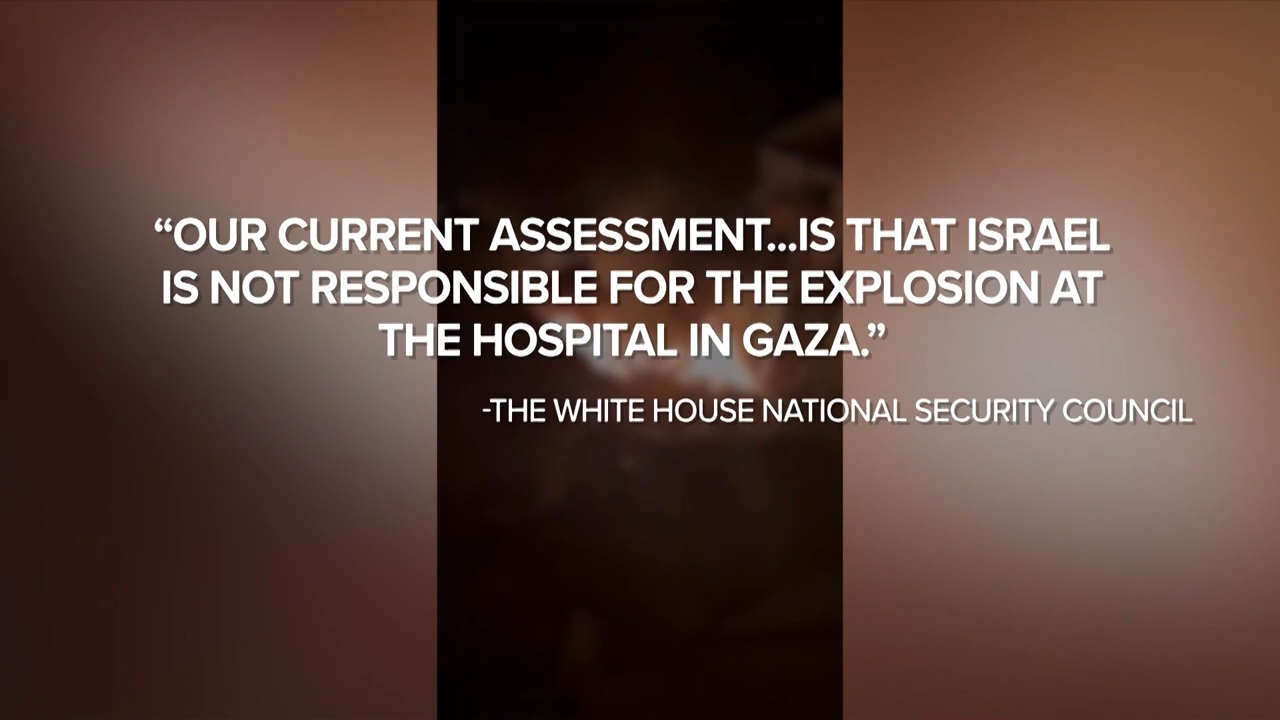 “OUR CURRENT ASSESSMENT...IS THAT ISRAEL
IS NOT RESPONSIBLE FOR THE EXPLOSION AT
THE HOSPITAL IN GAZA.”
-THE WHITE HOUSE NATIONAL SECURITY COUNCIL